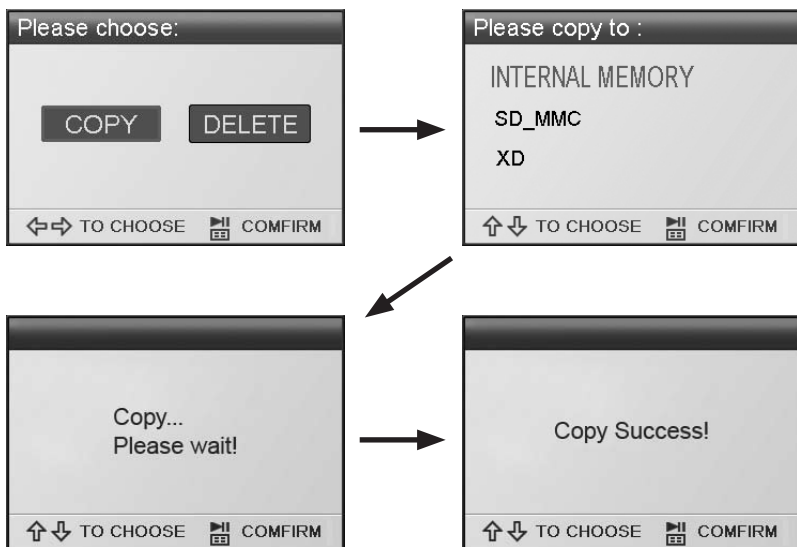 Please choose:
COPY DELETE
TO CHOOSE COMFIRM
Please copy to :
INTERNAL MEMORY
SD_MMC
XD
TO CHOOSE COMFIRM
Copy...
Please wait!
TO CHOOSE COMFIRM
Copy Success!
TO CHOOSE COMFIRM